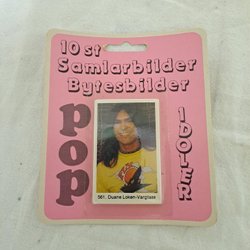 10 st
Samlarbilder
Bytesbilder
pop
IDOLER
561. Duane Loken-Vargtass